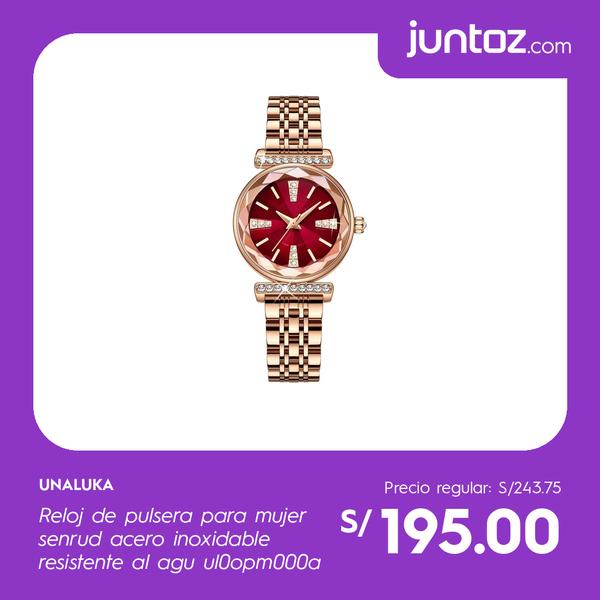 juntoz.com
UNALUKA
Reloj de pulsera para mujer
senrud acero inoxidable
resistente al agu ul0opm000a
Precio regular: S/243.75
S/195.00